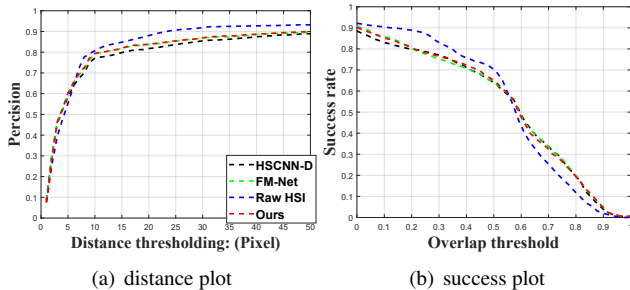 1
0.9
0.8
0.7
0.6
0.5
0.4
0.3
0.2
0.1
0
Percision
0 5 10 15 20 25 30 35 40 45 50
Distance thresholding: (Pixel)
HSCNN-D
FM-Net
Raw HSI
Ours
(a) distance plot
1
0.9
0.8
0.7
0.6
0.5
0.4
0.3
0.2
0.1
0
Success rate
0 0.1 0.2 0.3 0.4 0.5 0.6 0.7 0.8 0.9 1
Overlap threshold
(b) success plot